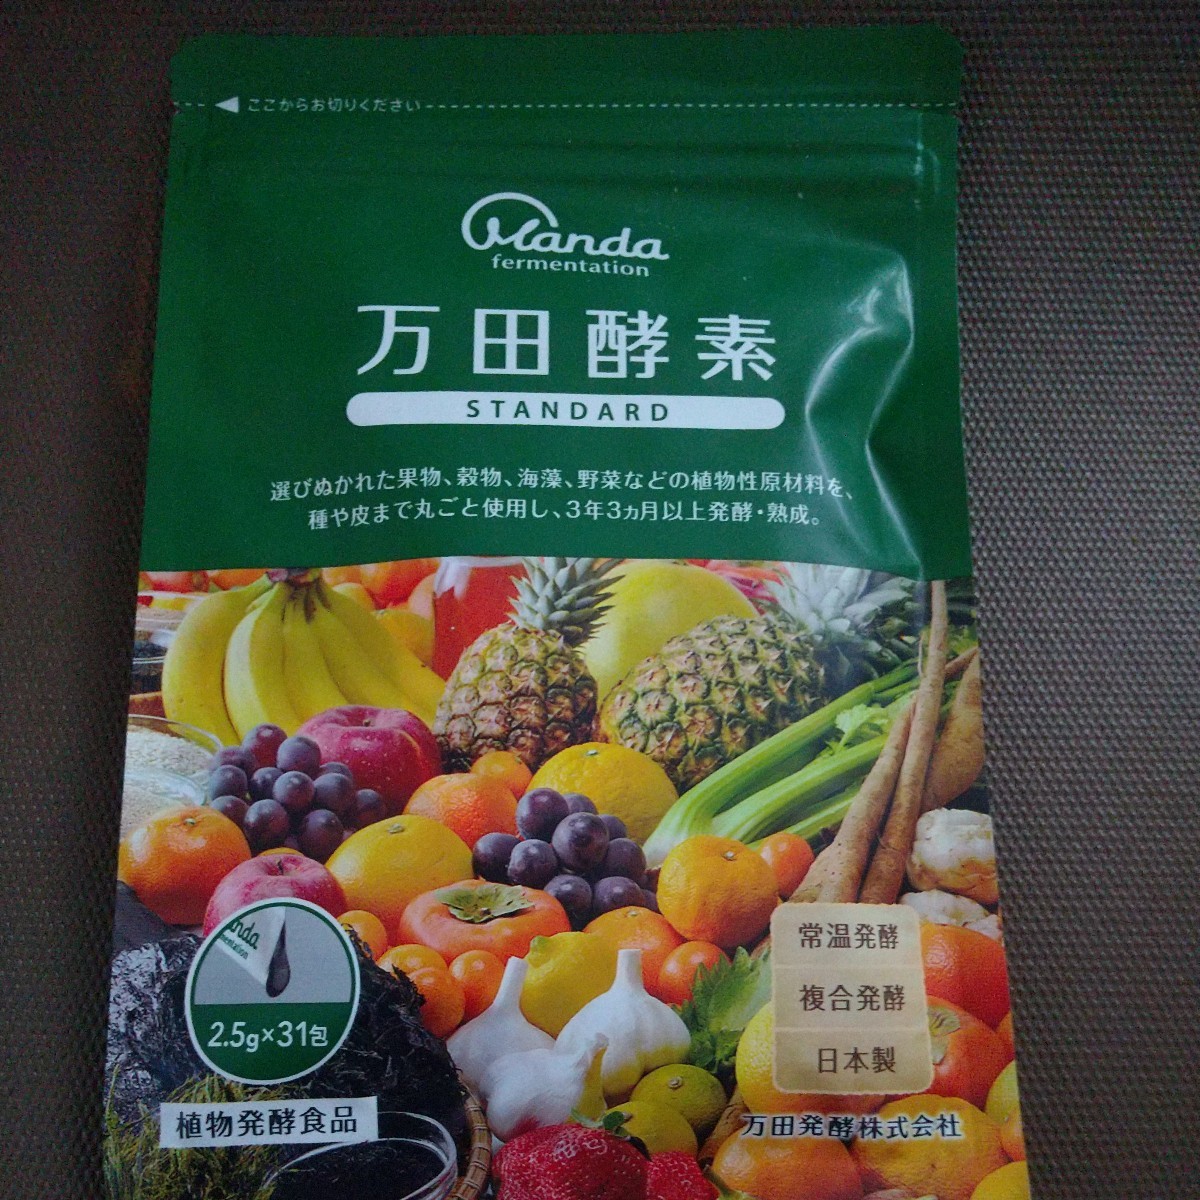 ここからお切りください
Manda
fermentation
万田酵素
STANDARD
選びぬかれた果物、穀物、海藻、野菜などの植物性原材料を、
種や皮まで丸ごと使用し、3年3ヵ月以上発酵・熟成。
anda
mentation
2.5g×31包
植物発酵食品
常温発酵
複合発酵
日本製
万田発酵株式会社